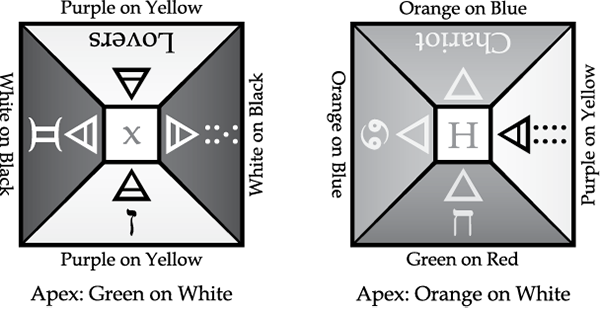 Purple on Yellow
Lovers
White on Black
♊
x
White on Black
ז
Purple on Yellow
Apex: Green on White
Orange on Blue
Chariot
Orange on Blue
♋
H
Purple on Yellow
ח
Green on Red
Apex: Orange on White